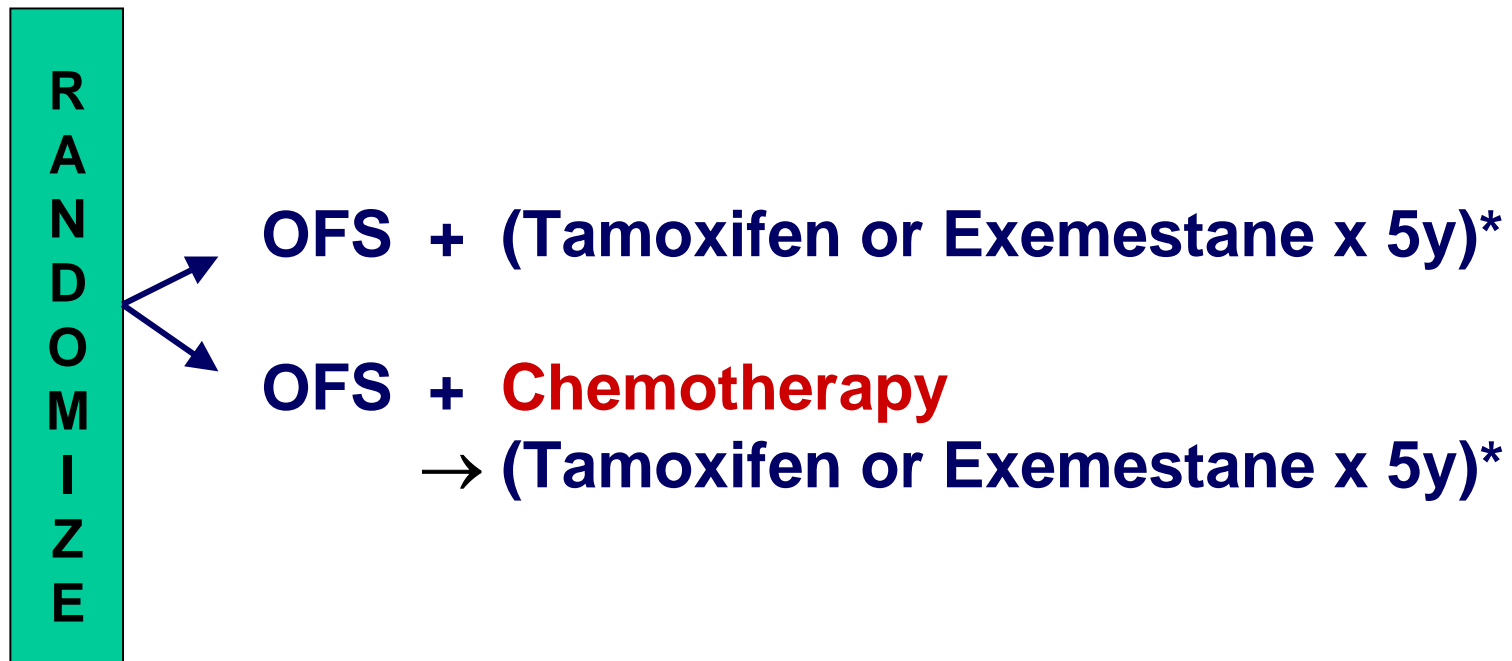 R
A
N
D
O
M
I
Z
E
OFS + (Tamoxifen or Exemestane x 5y)*
OFS + Chemotherapy
→ (Tamoxifen or Exemestane x 5y)*